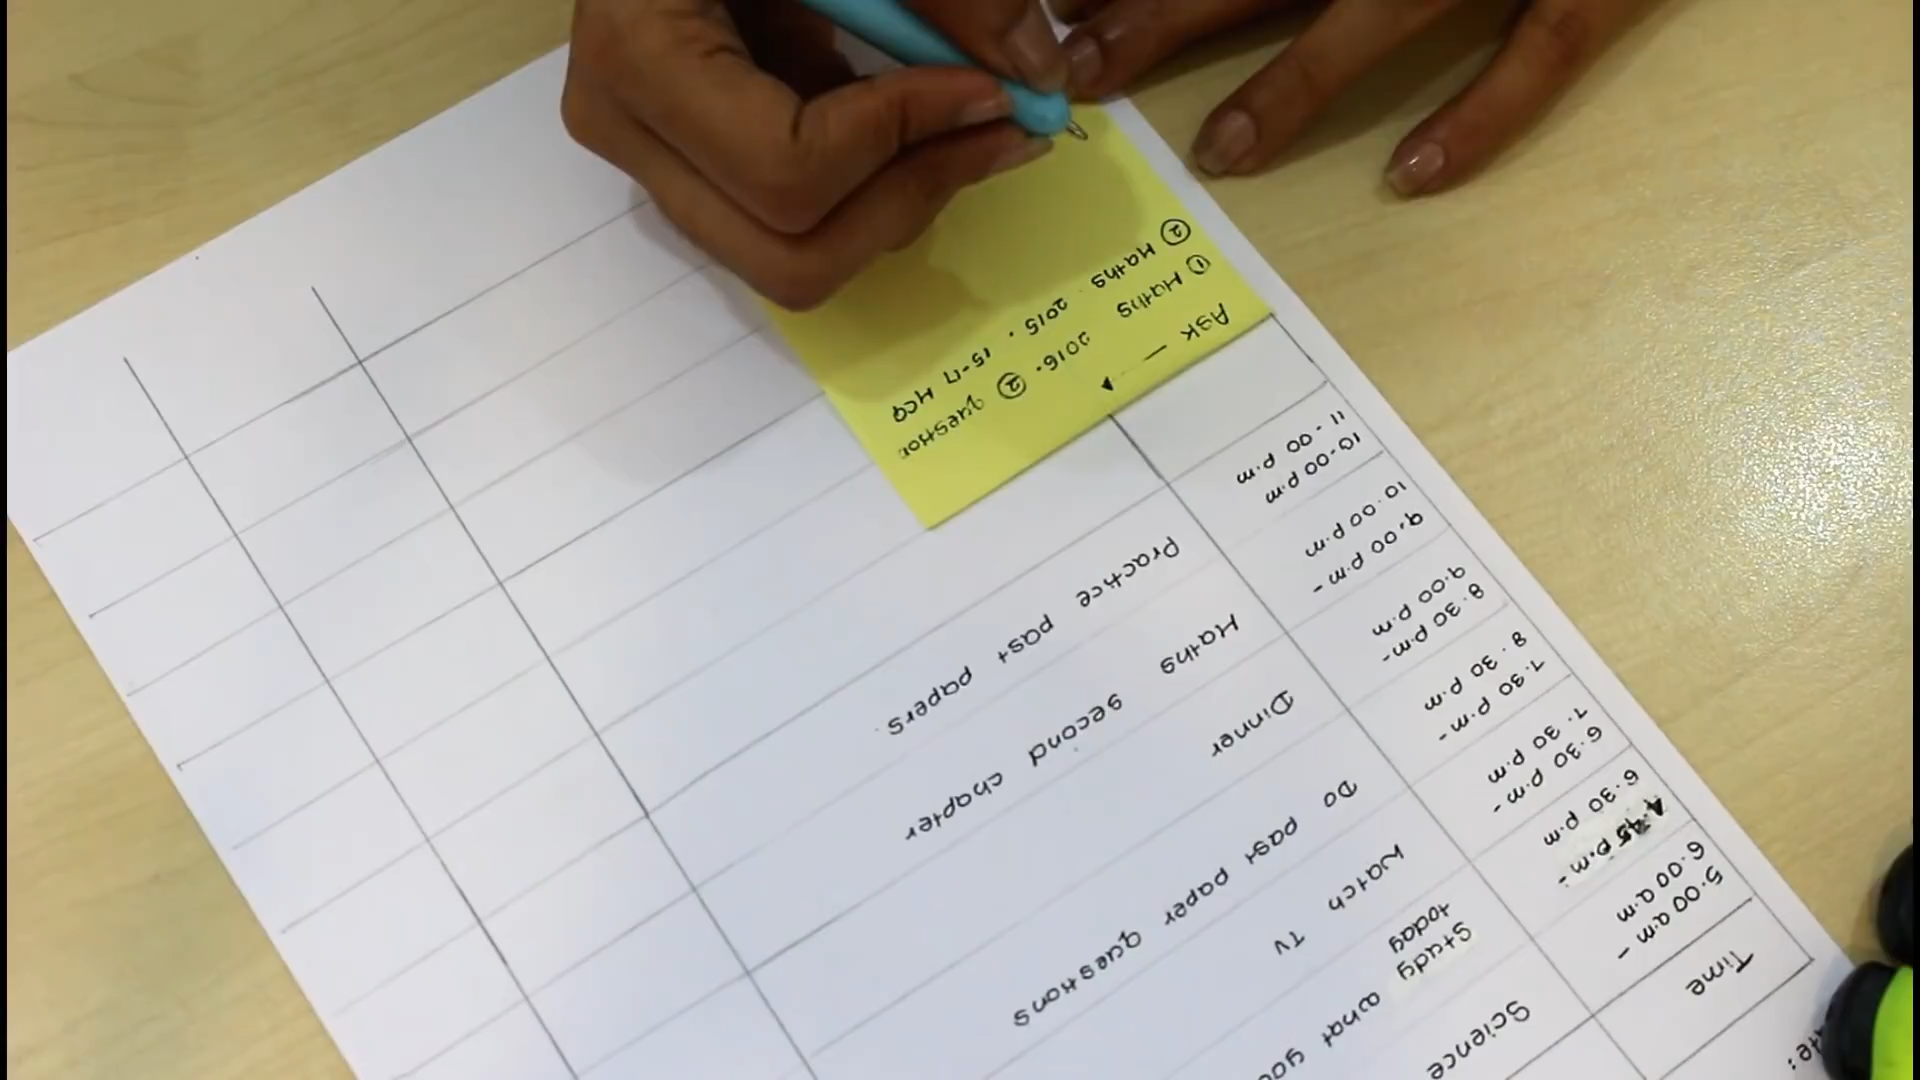 Time
5.00 a.m -
6.00 a.m
Science
4.45 p.m -
6.30 p.m
Study what
today
6.30 p.m -
7.30 p.m
Watch TV
7.30 p.m -
8.30 p.m
Do past paper questions
8.30 p.m -
9.00 p.m
Dinner
9.00 p.m -
10.00 p.m
Maths second chapter
10.00 p.m
11.00 p.m
Practice past papers.
Ask —
① Maths 2016. ② question
② Maths 2015. 15-17 MCQ